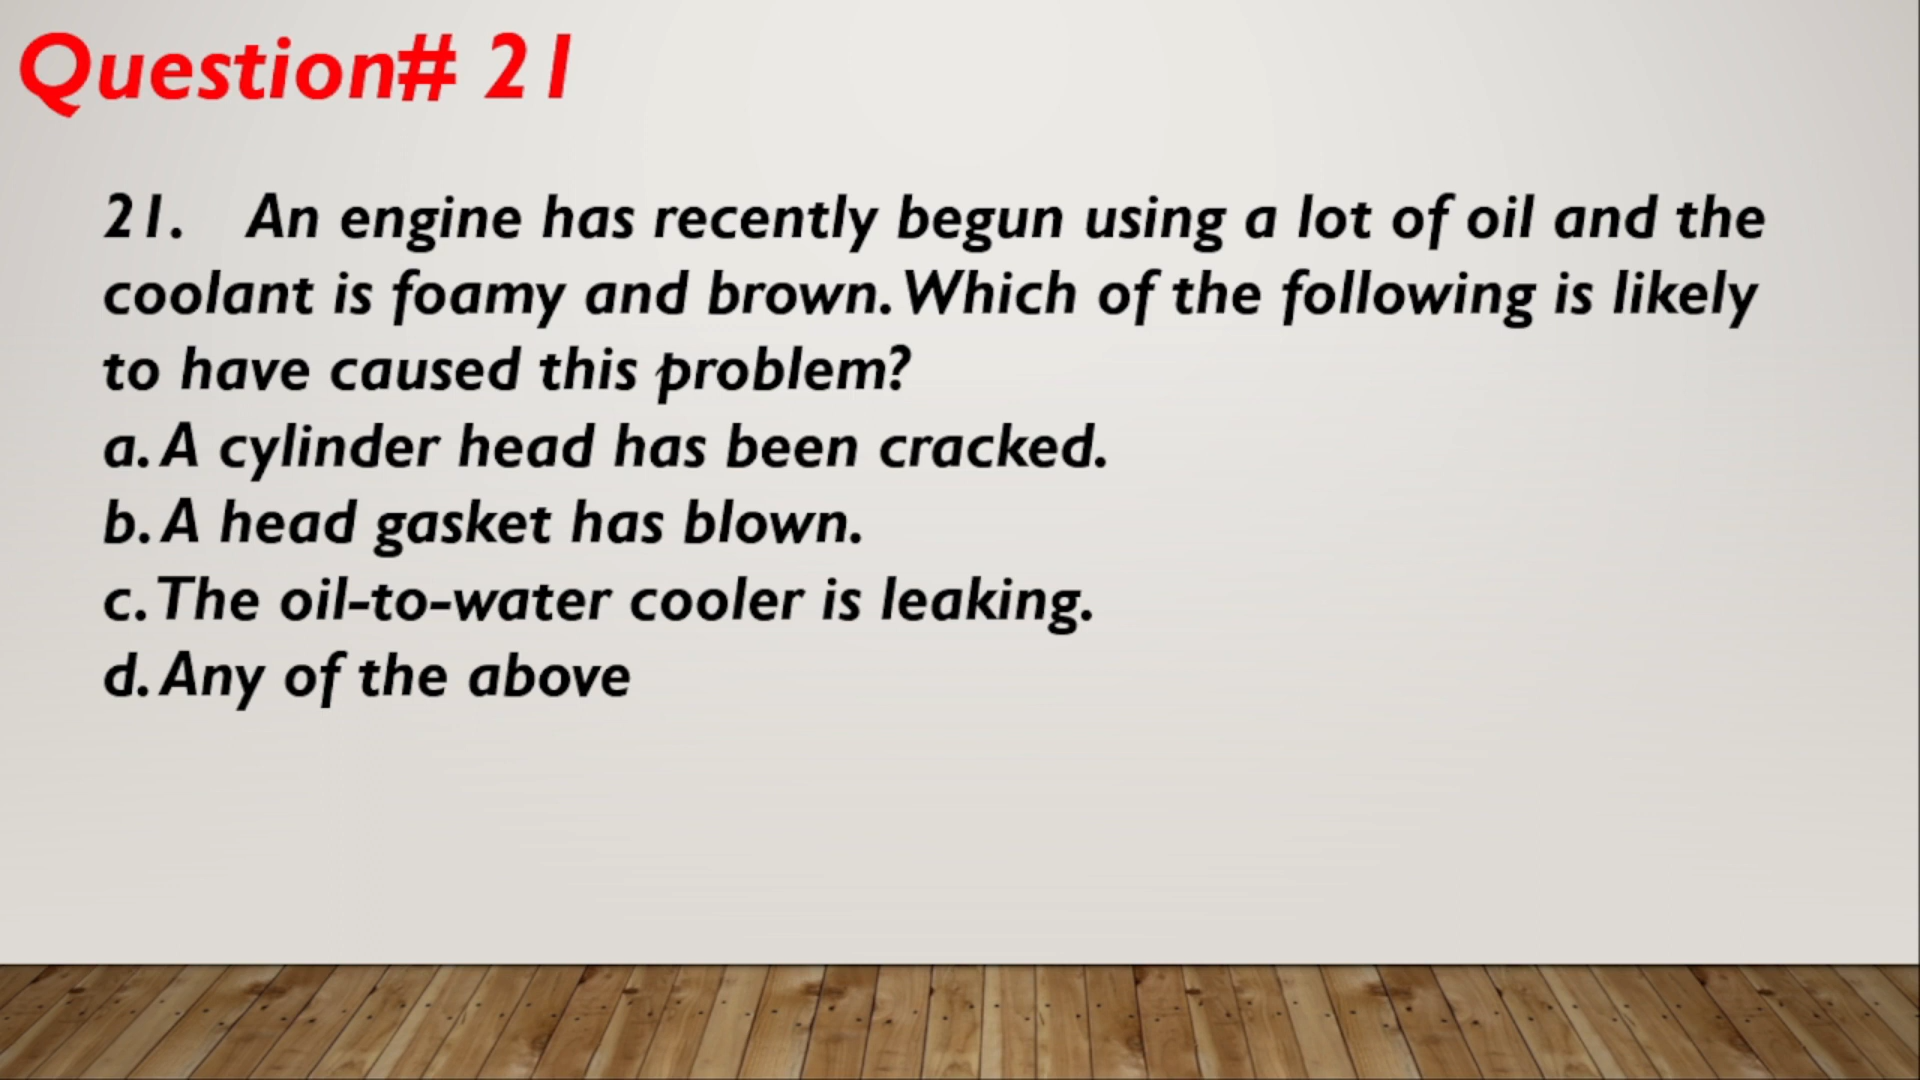 Question# 21
21. An engine has recently begun using a lot of oil and the
coolant is foamy and brown. Which of the following is likely
to have caused this problem?
a. A cylinder head has been cracked.
b. A head gasket has blown.
c. The oil-to-water cooler is leaking.
d. Any of the above